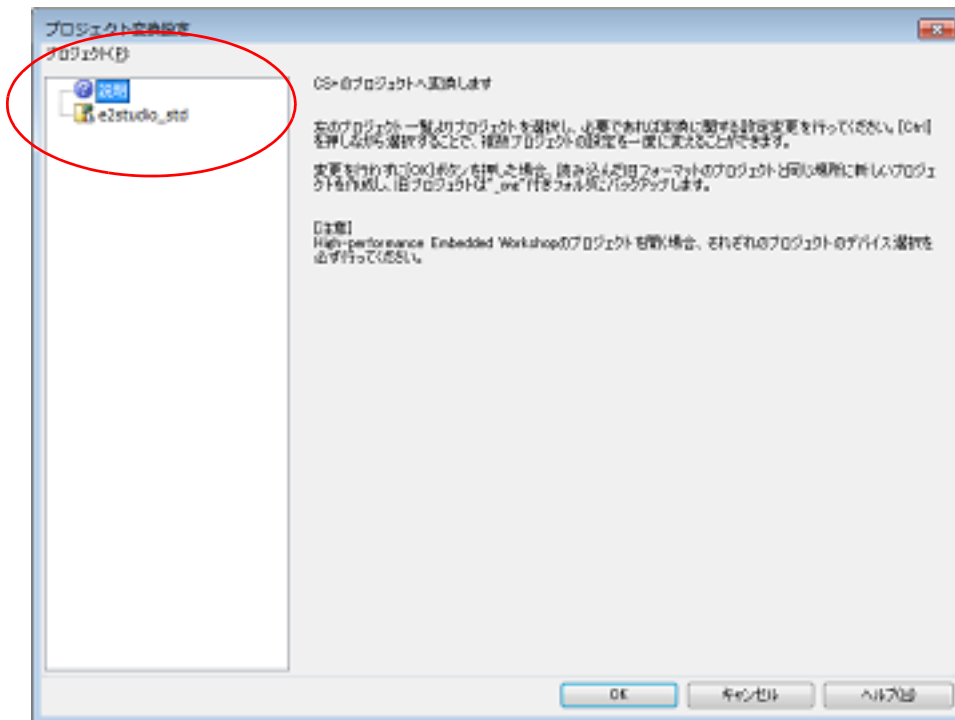 プロジェクト変換設定
プロジェクト(P)
説明
e2studio_std
CS+のプロジェクトへ変換します
左のプロジェクト一覧よりプロジェクトを選択し、必要であれば変換に関する設定変更を行ってください。[Ctrl]
を押しながら選択することで、複数プロジェクトの設定を一度に変えることができます。
変更を行わずに[OK]ボタンを押した場合、読み込んだ旧フォーマットのプロジェクトと同じ場所に新しいプロジェ
クトを作成し、旧プロジェクトは"_org"付きフォルダにバックアップします。
【注意】
High-performance Embedded Workshopのプロジェクトを開く場合、それぞれのプロジェクトのデバイス選択を
必ず行ってください。
OK
キャンセル
ヘルプ(H)